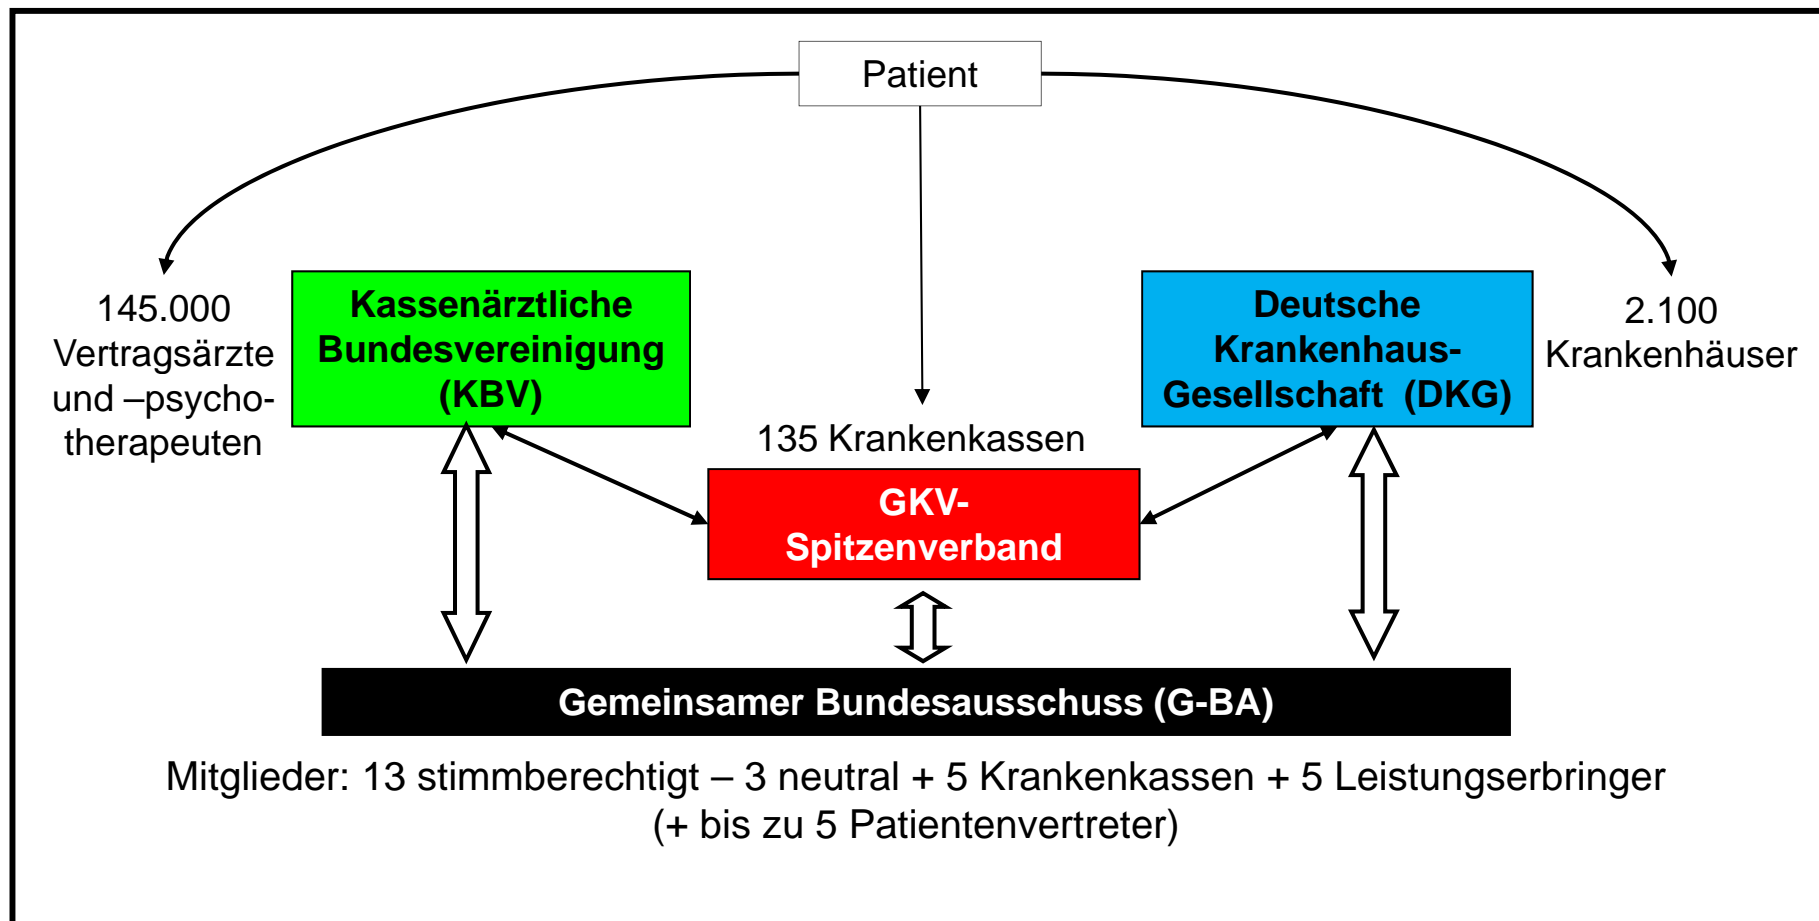 Patient
145.000
Vertragsärzte
und –psycho-
therapeuten
Kassenärztliche
Bundesvereinigung
(KBV)
Deutsche
Krankenhaus-
Gesellschaft (DKG)
2.100
Krankenhäuser
135 Krankenkassen
GKV-
Spitzenverband
Gemeinsamer Bundesausschuss (G-BA)
Mitglieder: 13 stimmberechtigt – 3 neutral + 5 Krankenkassen + 5 Leistungserbringer
(+ bis zu 5 Patientenvertreter)